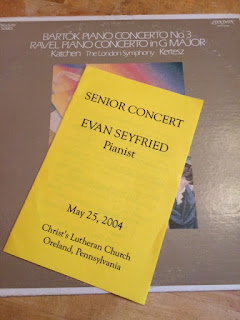 BARTÓK PIANO CONCERTO No 3
RAVEL PIANO CONCERTO in G MAJOR
Katchen The London Symphony Kertesz
LONDON
SENIOR CONCERT
EVAN SEYFRIED
Pianist
May 25, 2004
Christ's Lutheran Church
Oreland, Pennsylvania